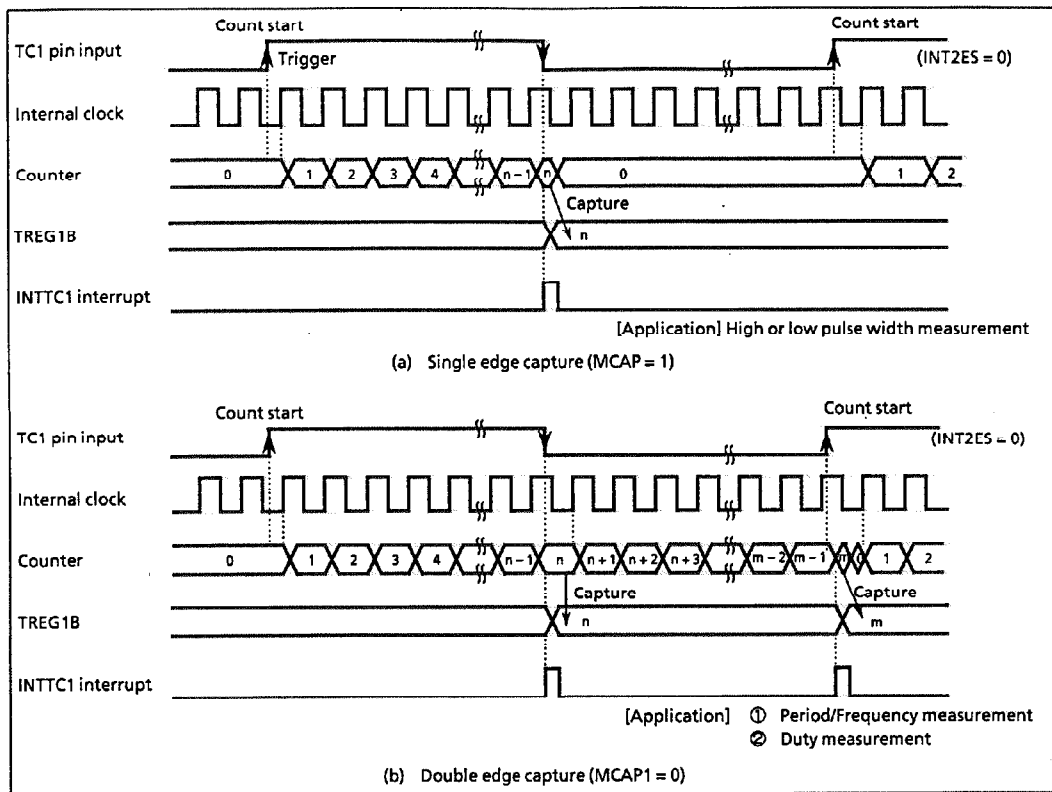 Count start
Count start
TC1 pin input
Trigger
(INT2ES = 0)
Internal clock
Counter
0 1 2 3 4 n-1 n 0 1 2
Capture
TREG1B
n
INTTC1 interrupt
[Application] High or low pulse width measurement
(a) Single edge capture (MCAP = 1)
Count start
Count start
TC1 pin input
(INT2ES = 0)
Internal clock
Counter
0 1 2 3 4 n-1 n n+1 n+2 n+3 m-2 m-1 m 0 1 2
Capture
Capture
TREG1B
n
m
INTTC1 interrupt
[Application] ① Period/Frequency measurement
② Duty measurement
(b) Double edge capture (MCAP1 = 0)